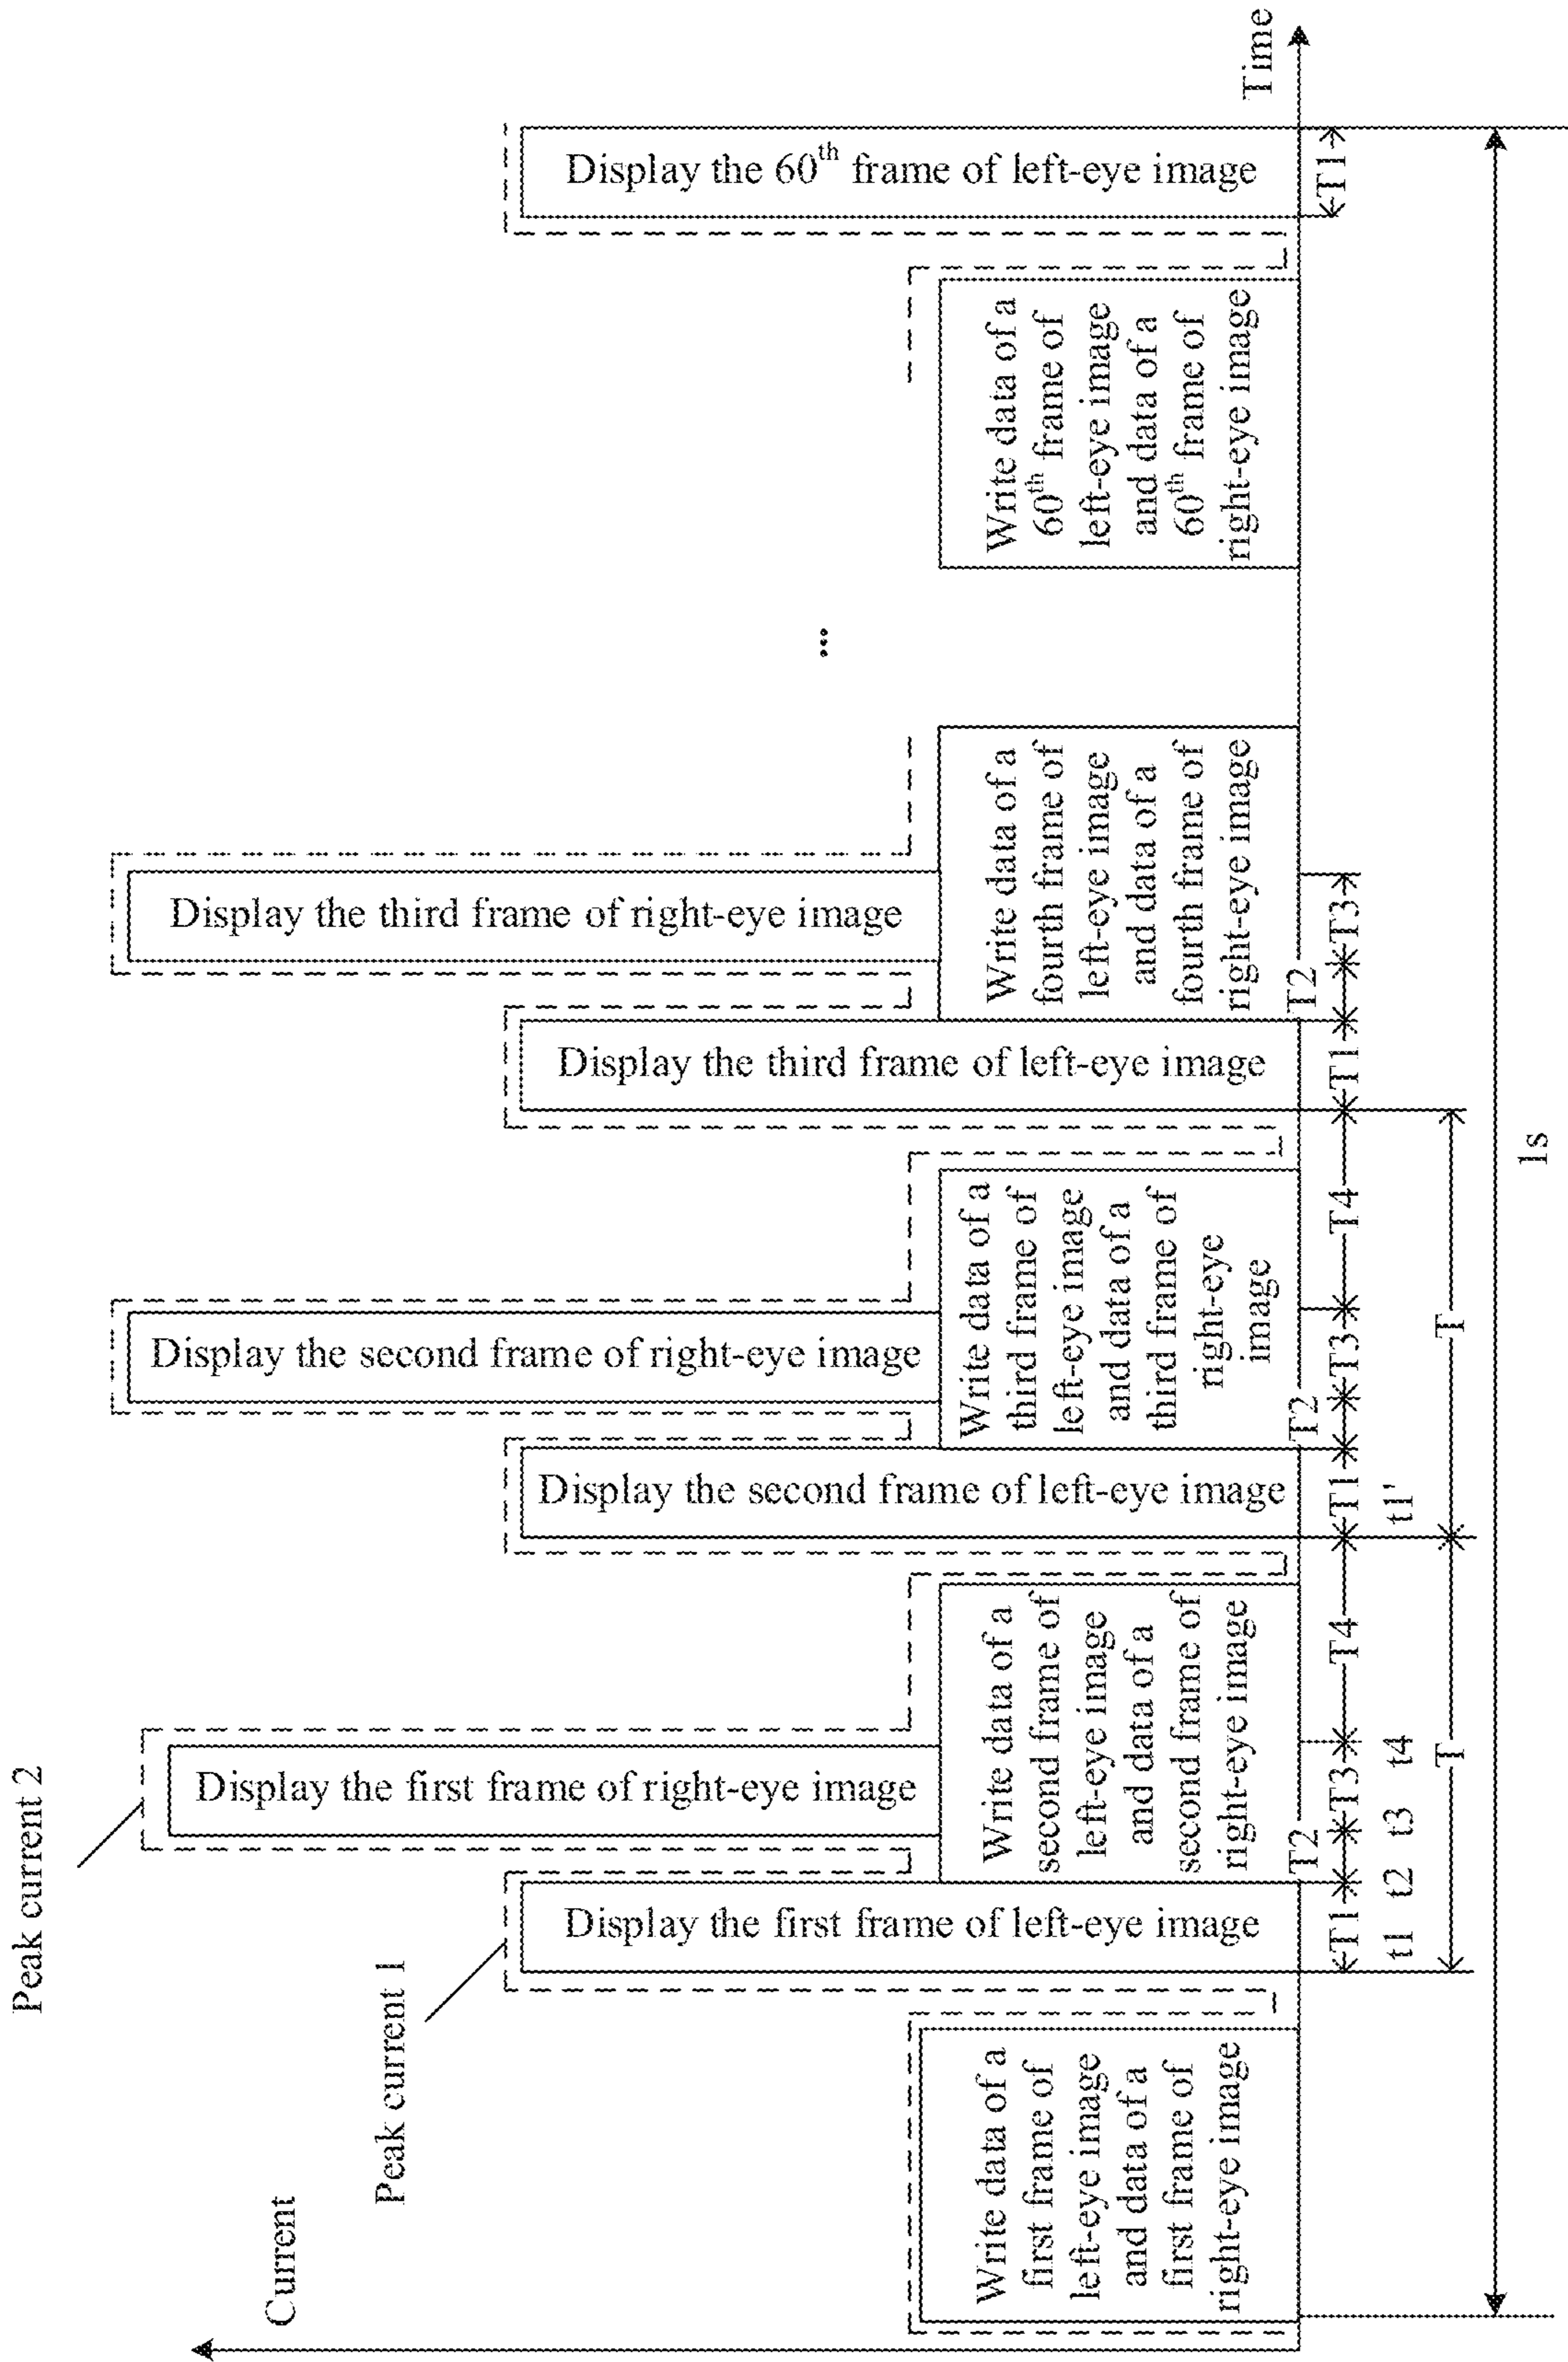 Current
Peak current 2
Peak current 1
Write data of a
first frame of
left-eye image
and data of a
first frame of
right-eye image
Display the first frame of left-eye image
Display the first frame of right-eye image
Write data of a
second frame of
left-eye image
and data of a
second frame of
right-eye image
Display the second frame of left-eye image
Display the second frame of right-eye image
Write data of a
third frame of
left-eye image
and data of a
third frame of
right-eye
image
Display the third frame of left-eye image
Display the third frame of right-eye image
Write data of a
fourth frame of
left-eye image
and data of a
fourth frame of
right-eye image
...
Write data of a
60th frame of
left-eye image
and data of a
60th frame of
right-eye image
Display the 60th frame of left-eye image
Time
T2 T2 T2
T1 T3 T4 T1 T3 T4 T1 T3 T1
t1 t2 t3 t4 t1'
T T
1s